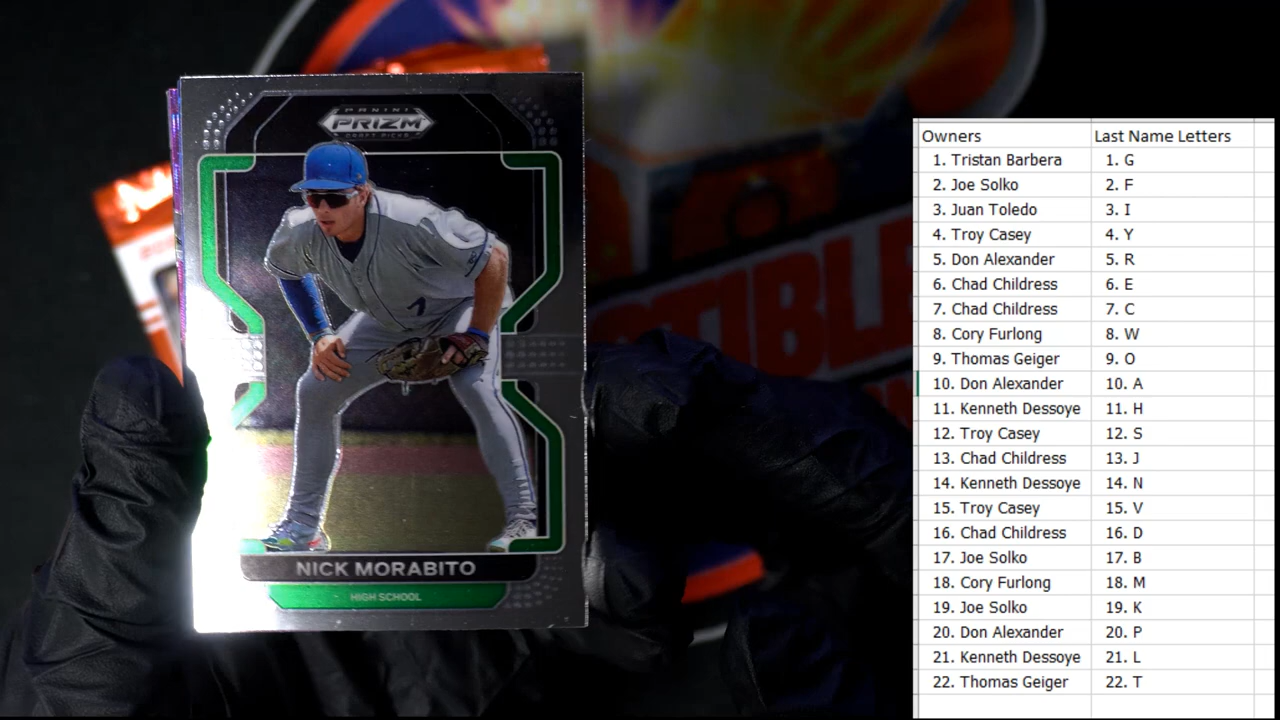 PANINI
PRIZM
DRAFT PICKS
NICK MORABITO
HIGH SCHOOL
Owners Last Name Letters
1. Tristan Barbera 1. G
2. Joe Solko 2. F
3. Juan Toledo 3. I
4. Troy Casey 4. Y
5. Don Alexander 5. R
6. Chad Childress 6. E
7. Chad Childress 7. C
8. Cory Furlong 8. W
9. Thomas Geiger 9. O
10. Don Alexander 10. A
11. Kenneth Dessoye 11. H
12. Troy Casey 12. S
13. Chad Childress 13. J
14. Kenneth Dessoye 14. N
15. Troy Casey 15. V
16. Chad Childress 16. D
17. Joe Solko 17. B
18. Cory Furlong 18. M
19. Joe Solko 19. K
20. Don Alexander 20. P
21. Kenneth Dessoye 21. L
22. Thomas Geiger 22. T